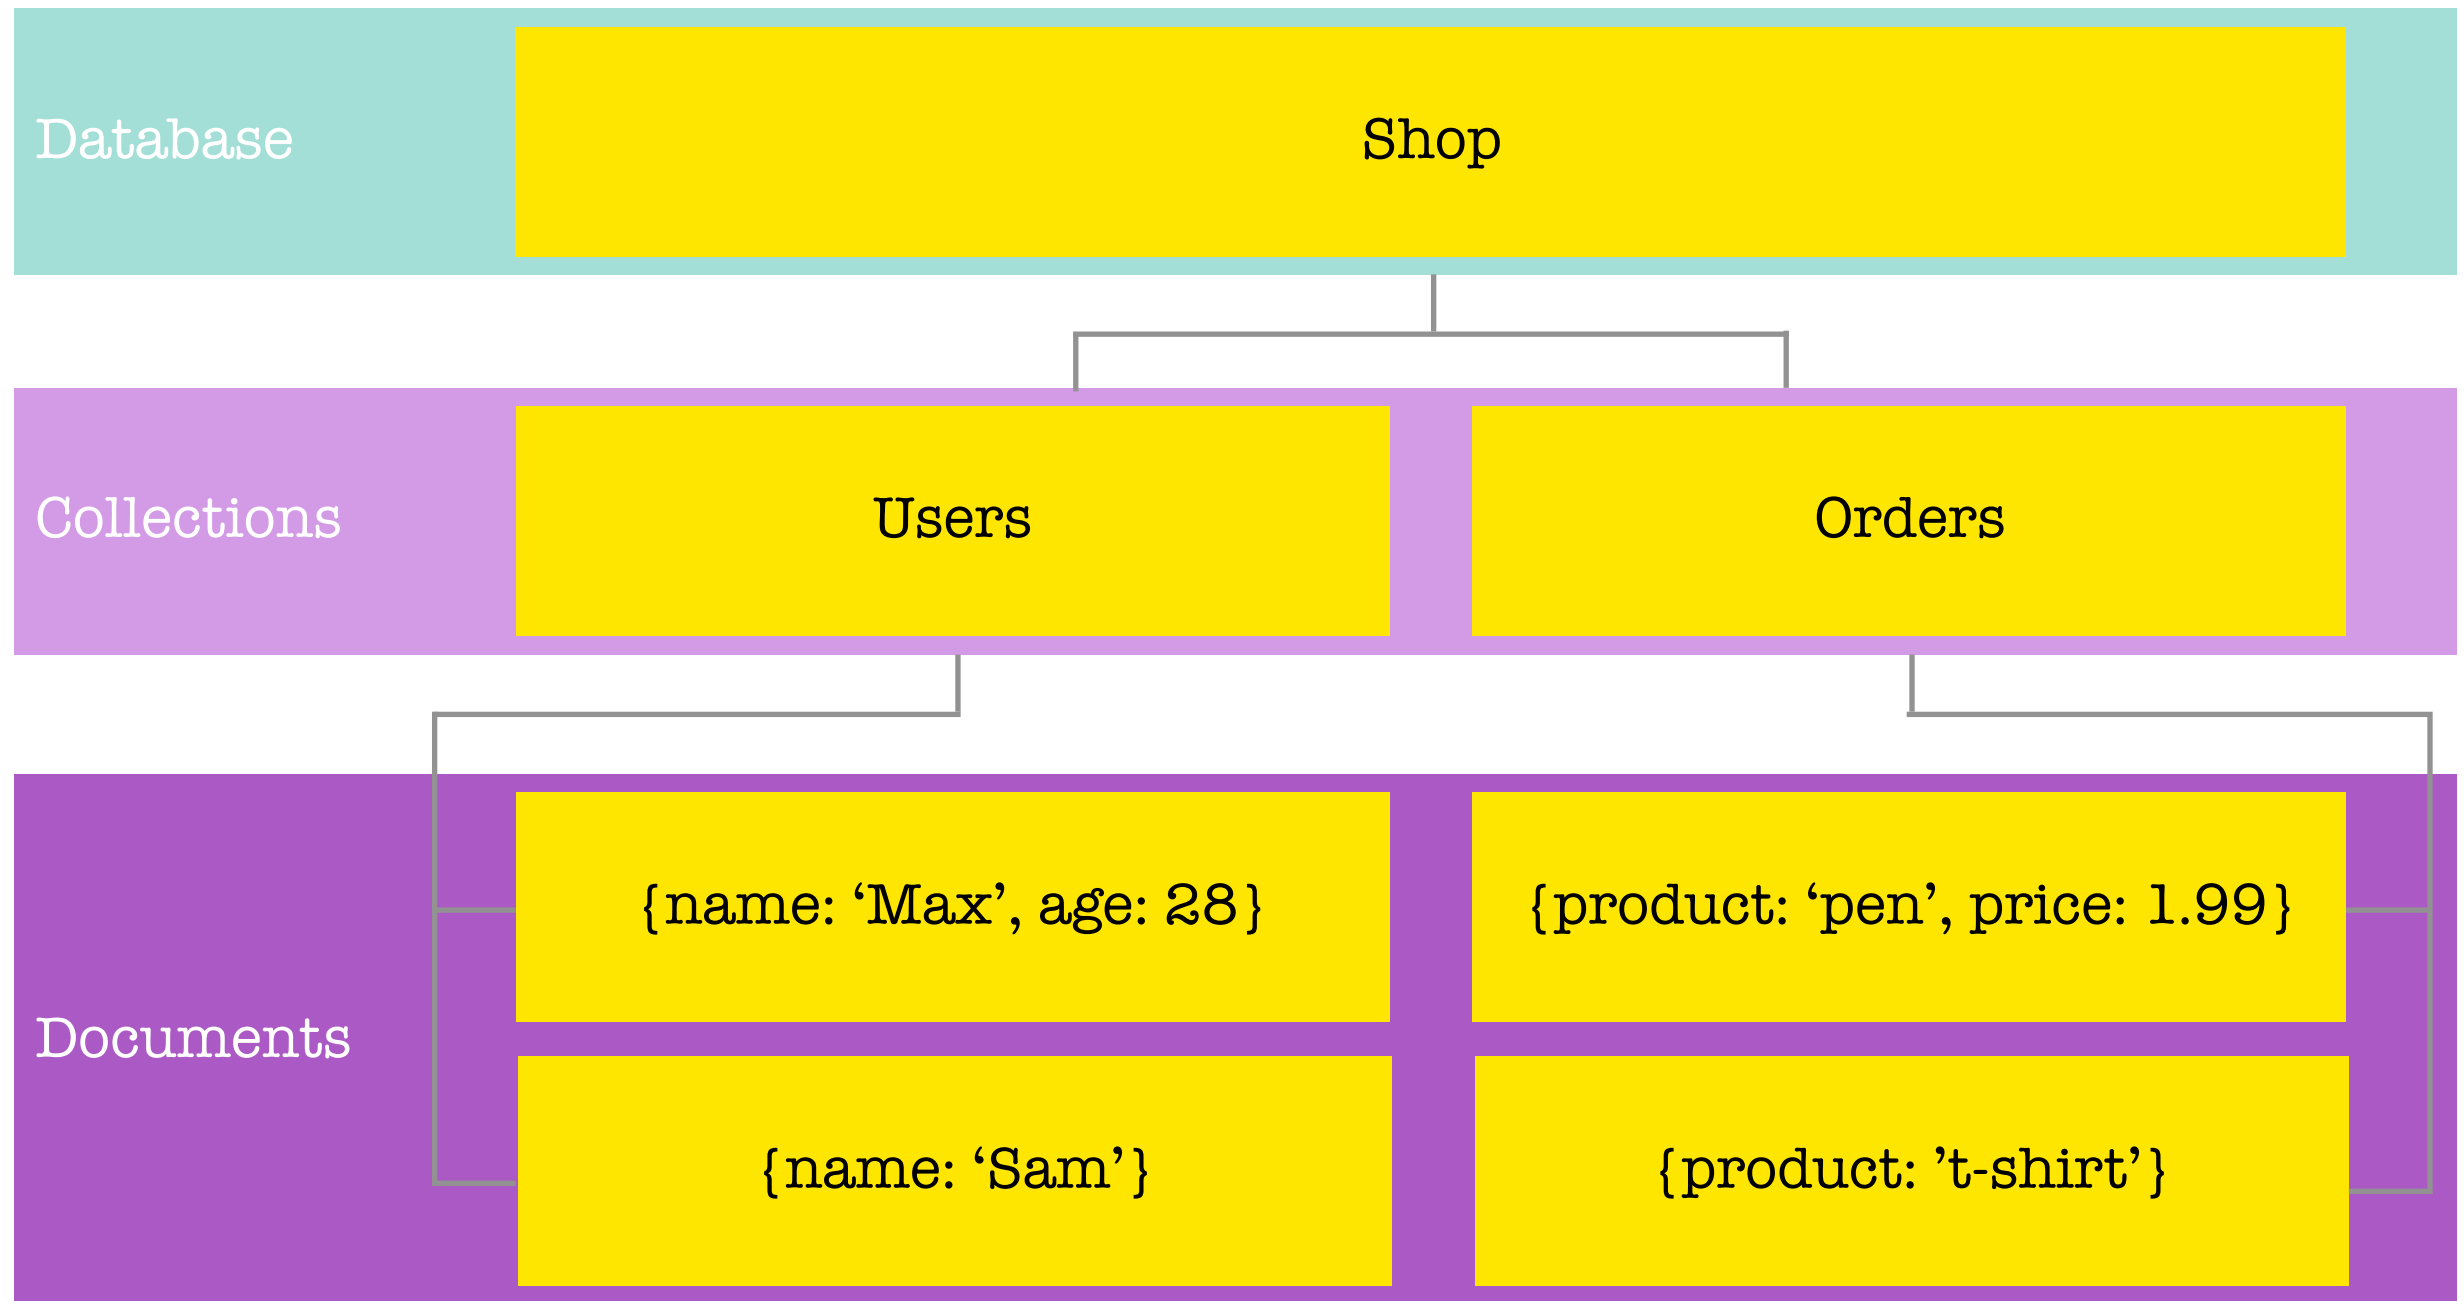 Database
Shop
Collections
Users
Orders
Documents
{name: ‘Max’, age: 28}
{product: ‘pen’, price: 1.99}
{name: ‘Sam’}
{product: ’t-shirt’}